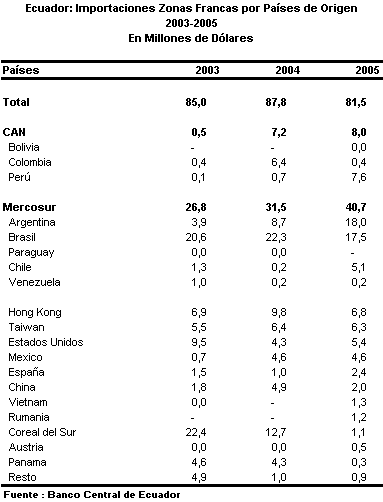 Ecuador: Importaciones Zonas Francas por Países de Origen
2003-2005
En Millones de Dólares
Países 2003 2004 2005
Total 85,0 87,8 81,5
CAN 0,5 7,2 8,0
Bolivia - - 0,0
Colombia 0,4 6,4 0,4
Perú 0,1 0,7 7,6
Mercosur 26,8 31,5 40,7
Argentina 3,9 8,7 18,0
Brasil 20,6 22,3 17,5
Paraguay 0,0 0,0 -
Chile 1,3 0,2 5,1
Venezuela 1,0 0,2 0,2
Hong Kong 6,9 9,8 6,8
Taiwan 5,5 6,4 6,3
Estados Unidos 9,5 4,3 5,4
Mexico 0,7 4,6 4,6
España 1,5 1,0 2,4
China 1,8 4,9 2,0
Vietnam 0,0 - 1,3
Rumania - - 1,2
Coreal del Sur 22,4 12,7 1,1
Austria 0,0 0,0 0,5
Panama 4,6 4,3 0,3
Resto 4,9 1,0 0,9
Fuente : Banco Central de Ecuador